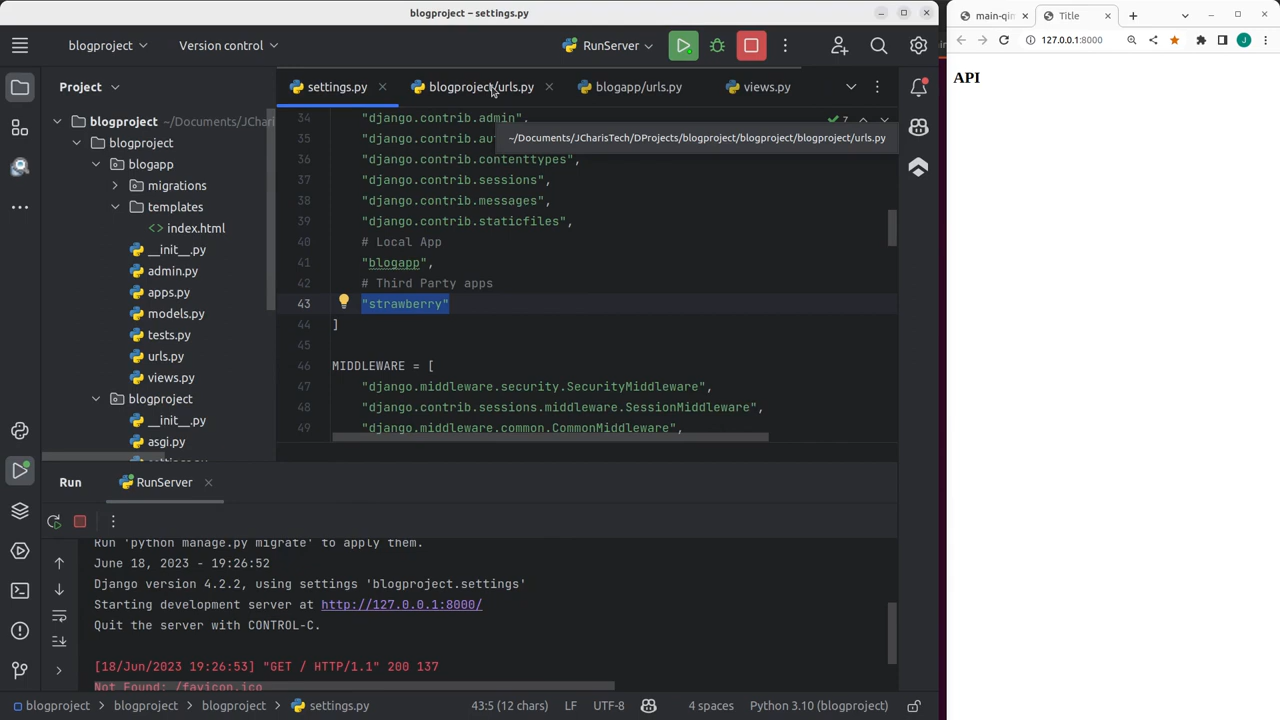 blogproject – settings.py
blogproject
Version control
RunServer
Project
settings.py
blogproject/urls.py
blogapp/urls.py
views.py
blogproject ~/Documents/JChari
blogproject
blogapp
migrations
templates
<> index.html
__init__.py
admin.py
apps.py
models.py
tests.py
urls.py
views.py
blogproject
__init__.py
asgi.py
34 "django.contrib.admin",
7
35 "django.contrib.au
~/Documents/JCharisTech/DProjects/blogproject/blogproject/urls.py
36 "django.contrib.contenttypes",
37 "django.contrib.sessions",
38 "django.contrib.messages",
39 "django.contrib.staticfiles",
40 # Local App
41 "blogapp",
42 # Third Party apps
43 "strawberry"
44 ]
45
46 MIDDLEWARE = [
47 "django.middleware.security.SecurityMiddleware",
48 "django.contrib.sessions.middleware.SessionMiddleware",
49 "django.middleware.common.CommonMiddleware",
Run
RunServer
Run 'python manage.py migrate' to apply them.
June 18, 2023 - 19:26:52
Django version 4.2.2, using settings 'blogproject.settings'
Starting development server at http://127.0.0.1:8000/
Quit the server with CONTROL-C.
[18/Jun/2023 19:26:53] "GET / HTTP/1.1" 200 137
Not Found: /favicon.ico
blogproject
blogproject
blogproject
settings.py
43:5 (12 chars)
LF
UTF-8
4 spaces
Python 3.10 (blogproject)
main-qim
Title
127.0.0.1:8000
J
API